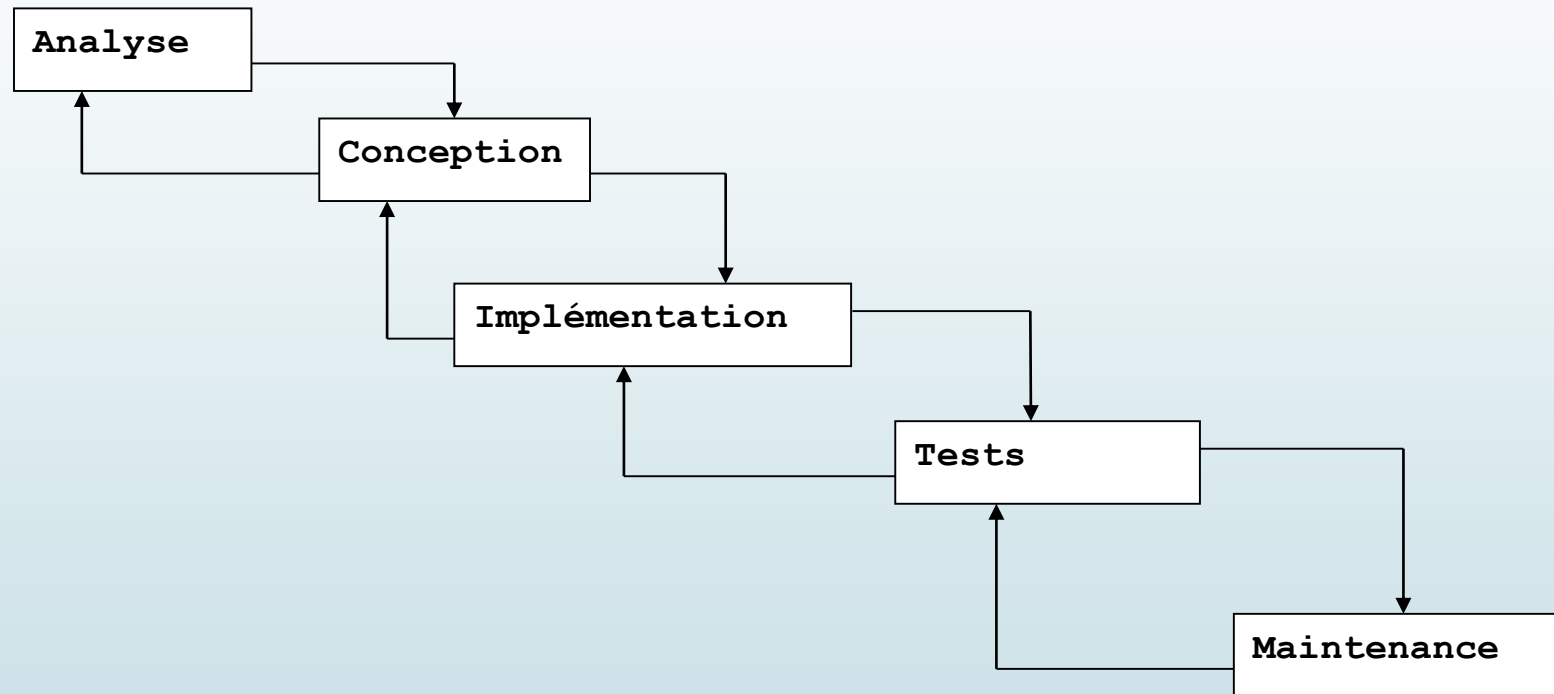 Analyse
Conception
Implémentation
Tests
Maintenance